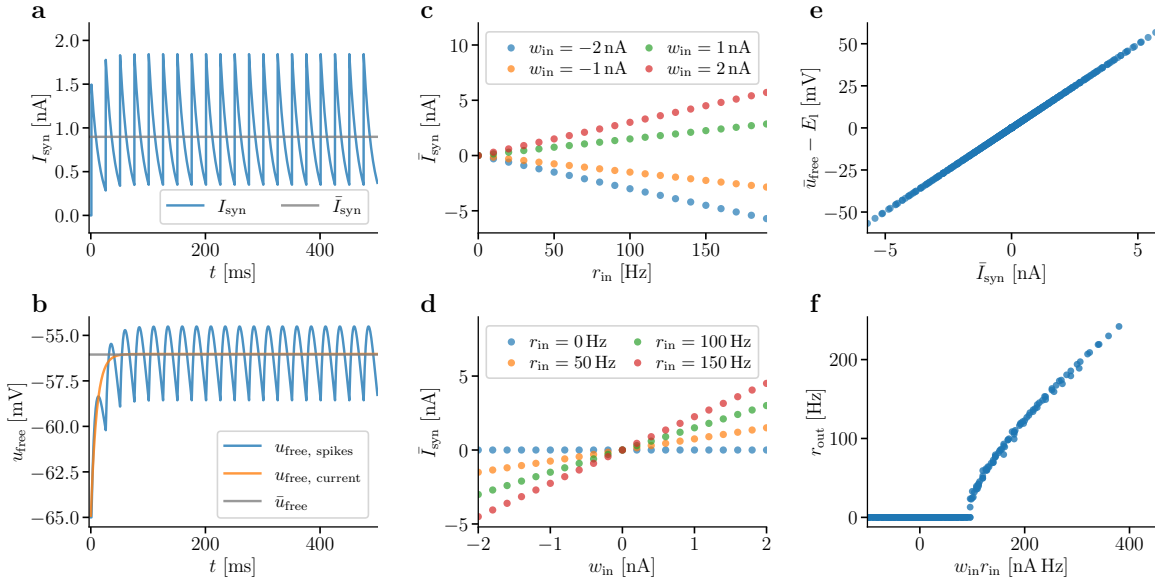 a
2.0
1.5
1.0
0.5
0.0
I_syn [nA]
I_syn
Ī_syn
0
200
400
t [ms]
b
−55.0
−57.5
−60.0
−62.5
−65.0
u_free [mV]
u_free, spikes
u_free, current
ū_free
0
200
400
t [ms]
c
10
5
0
−5
Ī_syn [nA]
w_in = −2 nA
w_in = 1 nA
w_in = −1 nA
w_in = 2 nA
0
50
100
150
r_in [Hz]
d
5
0
−5
Ī_syn [nA]
r_in = 0 Hz
r_in = 100 Hz
r_in = 50 Hz
r_in = 150 Hz
−2
−1
0
1
2
w_in [nA]
e
50
25
0
−25
−50
ū_free − E_l [mV]
−5
0
5
Ī_syn [nA]
f
200
100
0
r_out [Hz]
0
200
400
w_in r_in [nA Hz]